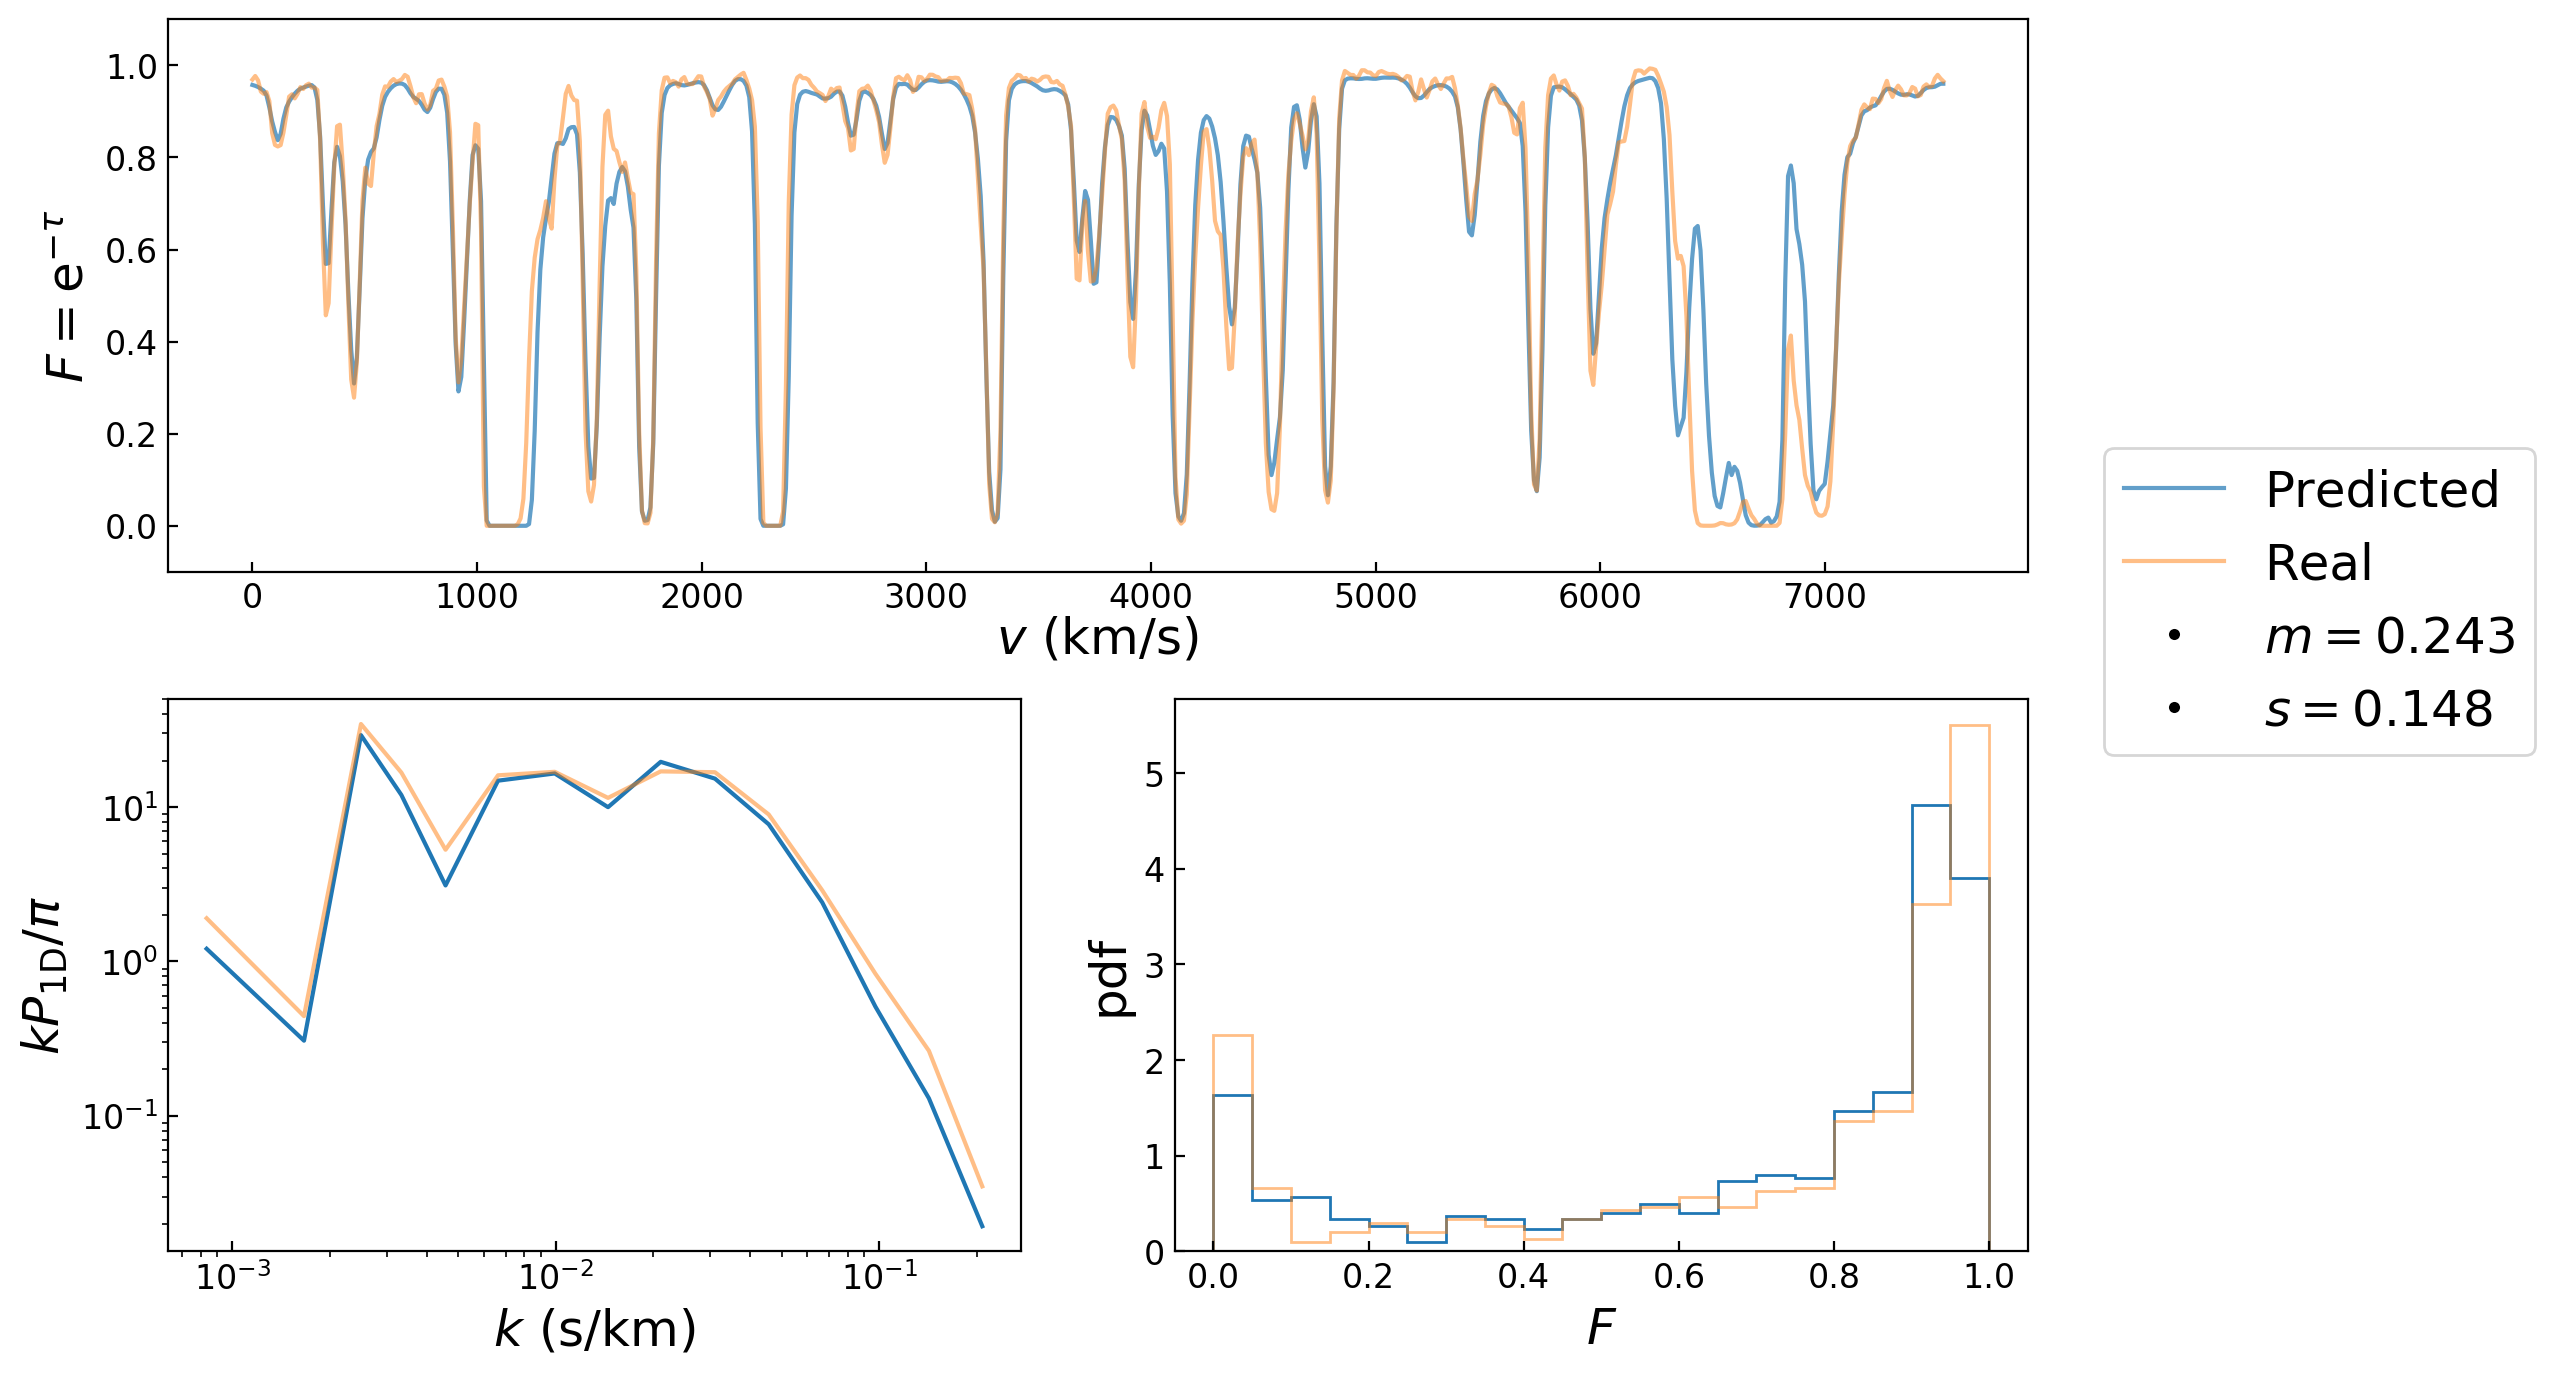 F = e^{-τ}
1.0
0.8
0.6
0.4
0.2
0.0
0 1000 2000 3000 4000 5000 6000 7000
v (km/s)
Predicted
Real
m = 0.243
s = 0.148
kP_{1D}/π
10^1
10^0
10^{-1}
10^{-3} 10^{-2} 10^{-1}
k (s/km)
pdf
5
4
3
2
1
0
0.0 0.2 0.4 0.6 0.8 1.0
F